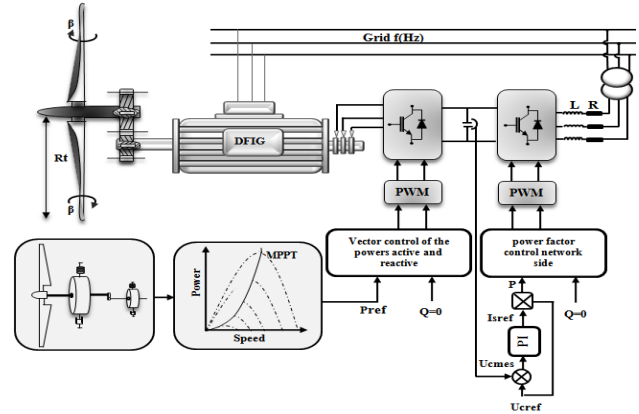 β
Grid f(Hz)
L R
DFIG
Rt
PWM
PWM
β
Vector control of the
powers active and
reactive
power factor
control network
side
MPPT
Power
Speed
Pref
Q=0
P
Isref
Q=0
PI
Ucmes
Ucref